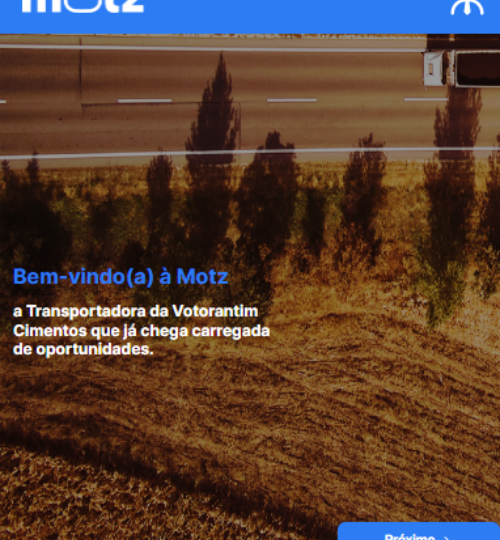 motz
Bem-vindo(a) à Motz
a Transportadora da Votorantim
Cimentos que já chega carregada
de oportunidades.
Próximo